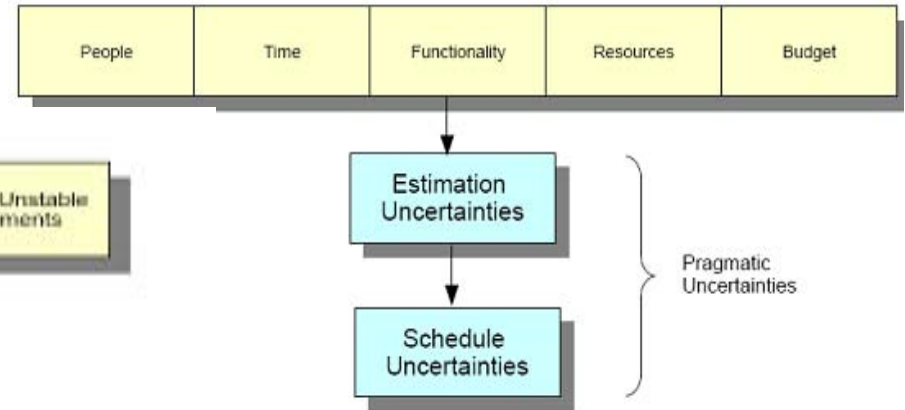 People Time Functionality Resources Budget
Estimation
Uncertainties
Unstable
ments
Pragmatic
Uncertainties
Schedule
Uncertainties